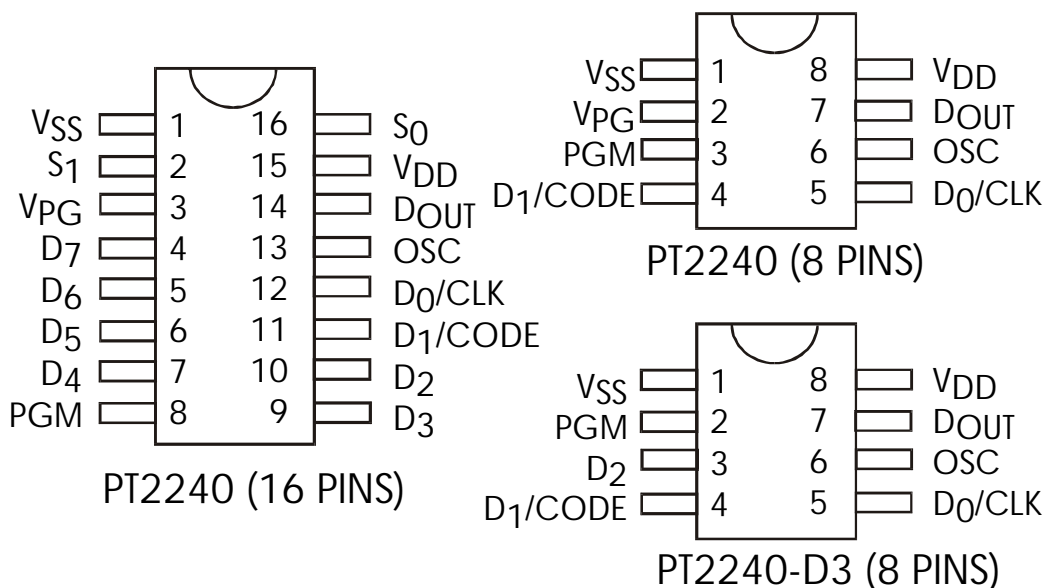 VSS 1 16 S0
S1 2 15 VDD
VPG 3 14 DOUT
D7 4 13 OSC
D6 5 12 D0/CLK
D5 6 11 D1/CODE
D4 7 10 D2
PGM 8 9 D3
PT2240 (16 PINS)
VSS 1 8 VDD
VPG 2 7 DOUT
PGM 3 6 OSC
D1/CODE 4 5 D0/CLK
PT2240 (8 PINS)
VSS 1 8 VDD
PGM 2 7 DOUT
D2 3 6 OSC
D1/CODE 4 5 D0/CLK
PT2240-D3 (8 PINS)